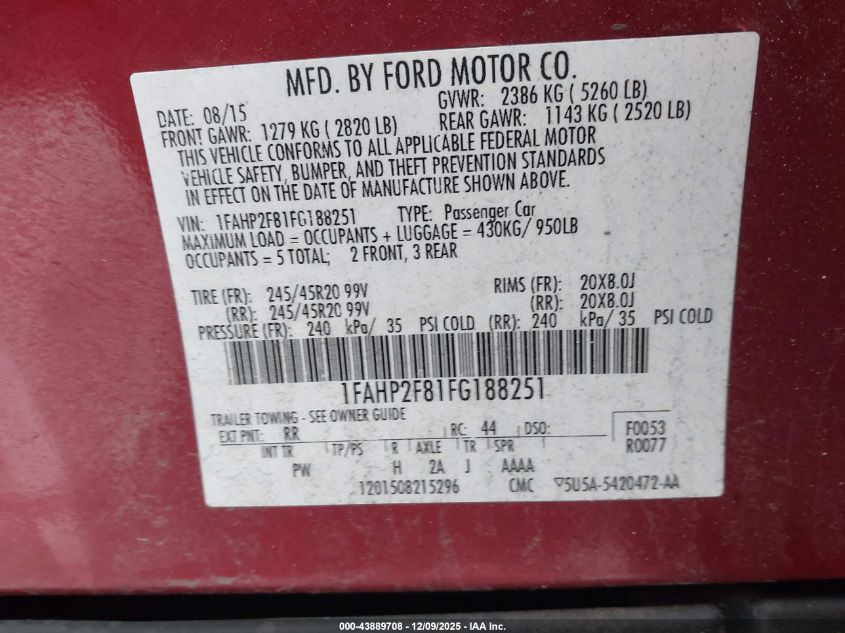 MFD. BY FORD MOTOR CO.
DATE: 08/15 GVWR: 2386 KG ( 5260 LB)
FRONT GAWR: 1279 KG ( 2820 LB) REAR GAWR: 1143 KG ( 2520 LB)
THIS VEHICLE CONFORMS TO ALL APPLICABLE FEDERAL MOTOR
VEHICLE SAFETY, BUMPER, AND THEFT PREVENTION STANDARDS
IN EFFECT ON THE DATE OF MANUFACTURE SHOWN ABOVE.
VIN: 1FAHP2F81FG188251 TYPE: Passenger Car
MAXIMUM LOAD = OCCUPANTS + LUGGAGE = 430KG/ 950LB
OCCUPANTS = 5 TOTAL; 2 FRONT, 3 REAR
TIRE (FR): 245/45R20 99V RIMS (FR): 20X8.0J
(RR): 245/45R20 99V (RR): 20X8.0J
PRESSURE (FR): 240 kPa/ 35 PSI COLD (RR): 240 kPa/ 35 PSI COLD
1FAHP2F81FG188251
TRAILER TOWING - SEE OWNER GUIDE
EXT PNT: RR RC: 44 DSO: F0053
INT TR TP/PS R AXLE TR SPR R0077
PW H 2A J AAAA
1201508215296 CMC 5U5A-5420472-AA
000-43889708 - 12/09/2025 - IAA Inc.